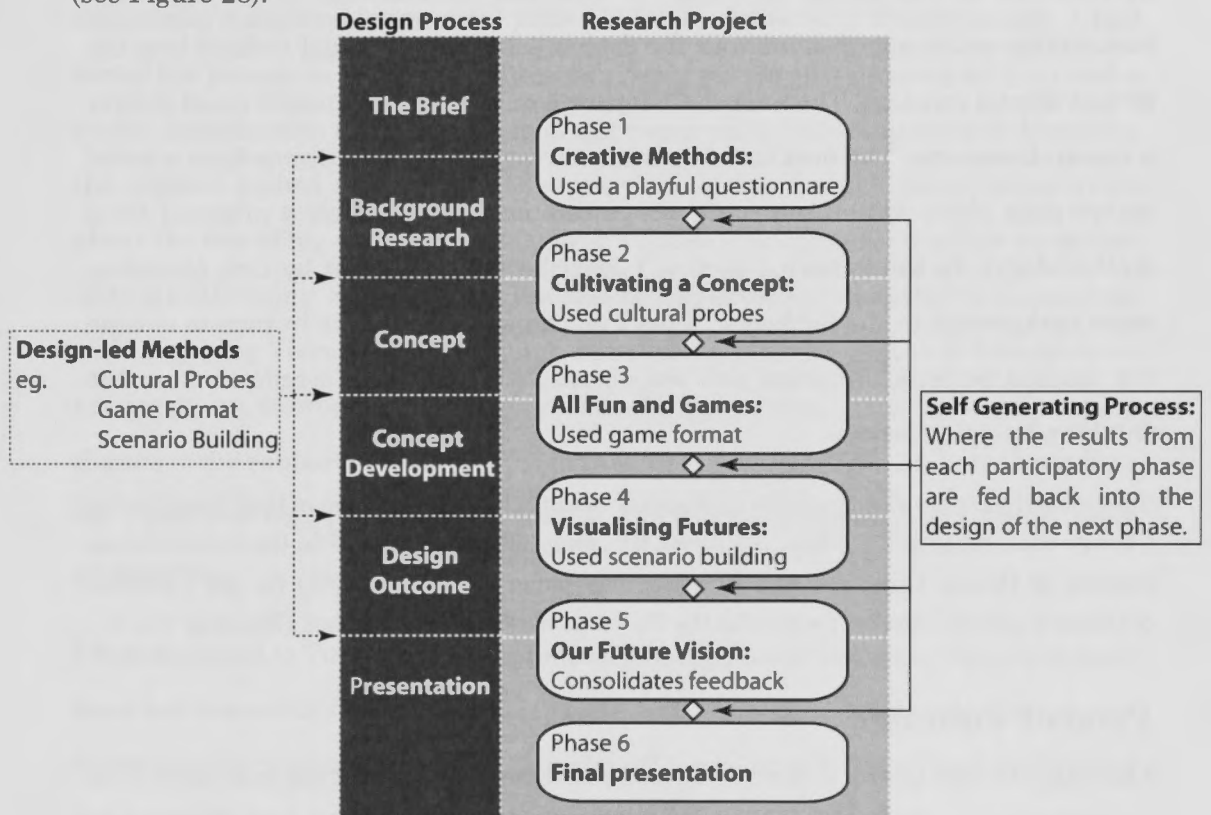 (see Figure 28).
Design Process
Research Project
The Brief
Background
Research
Concept
Concept
Development
Design
Outcome
Presentation
Phase 1
Creative Methods:
Used a playful questionnare
Phase 2
Cultivating a Concept:
Used cultural probes
Phase 3
All Fun and Games:
Used game format
Phase 4
Visualising Futures:
Used scenario building
Phase 5
Our Future Vision:
Consolidates feedback
Phase 6
Final presentation
Design-led Methods
eg. Cultural Probes
Game Format
Scenario Building
Self Generating Process:
Where the results from
each participatory phase
are fed back into the
design of the next phase.